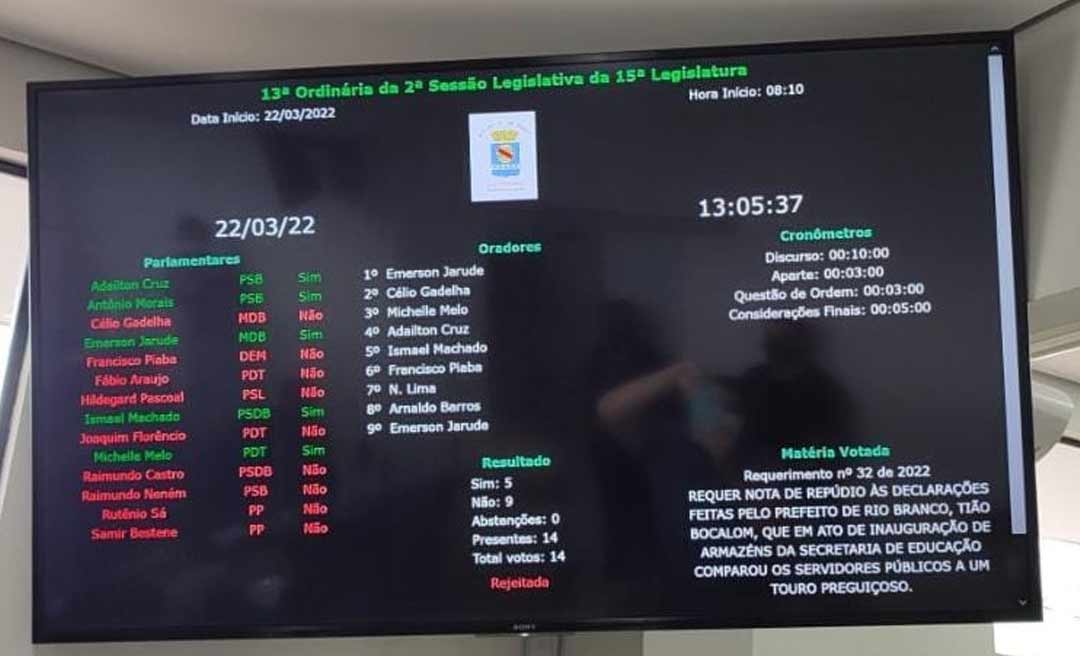 13ª Ordinária da 2ª Sessão Legislativa da 15ª Legislatura
Data Início: 22/03/2022
Hora Início: 08:10
22/03/22
13:05:37
Parlamentares
Adailton Cruz PSB Sim
Antônio Morais PSB Sim
Célio Gadelha MDB Não
Emerson Jarude MDB Sim
Francisco Piaba DEM Não
Fábio Araujo PDT Não
Hildegard Pascoal PSL Não
Ismael Machado PSDB Sim
Joaquim Florêncio PDT Não
Michelle Melo PDT Sim
Raimundo Castro PSDB Não
Raimundo Neném PSB Não
Rutênio Sá PP Não
Samir Bestene PP Não
Oradores
1º Emerson Jarude
2º Célio Gadelha
3º Michelle Melo
4º Adailton Cruz
5º Ismael Machado
6º Francisco Piaba
7º N. Lima
8º Arnaldo Barros
9º Emerson Jarude
Resultado
Sim: 5
Não: 9
Abstenções: 0
Presentes: 14
Total votos: 14
Rejeitada
Cronômetros
Discurso: 00:10:00
Aparte: 00:03:00
Questão de Ordem: 00:03:00
Considerações Finais: 00:05:00
Matéria Votada
Requerimento nº 32 de 2022
REQUER NOTA DE REPÚDIO ÀS DECLARAÇÕES
FEITAS PELO PREFEITO DE RIO BRANCO, TIÃO
BOCALOM, QUE EM ATO DE INAUGURAÇÃO DE
ARMAZÉNS DA SECRETARIA DE EDUCAÇÃO
COMPAROU OS SERVIDORES PÚBLICOS A UM
TOURO PREGUIÇOSO.
SONY